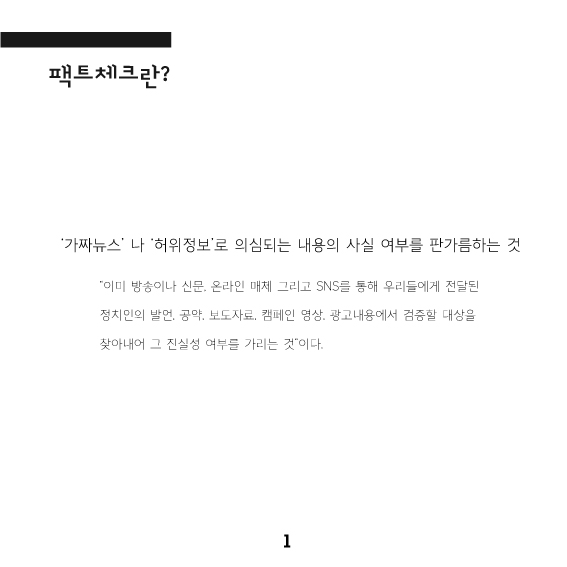 팩트체크란?
'가짜뉴스' 나 '허위정보'로 의심되는 내용의 사실 여부를 판가름하는 것
"이미 방송이나 신문, 온라인 매체 그리고 SNS를 통해 우리들에게 전달된
정치인의 발언, 공약, 보도자료, 캠페인 영상, 광고내용에서 검증할 대상을
찾아내어 그 진실성 여부를 가리는 것"이다.
1